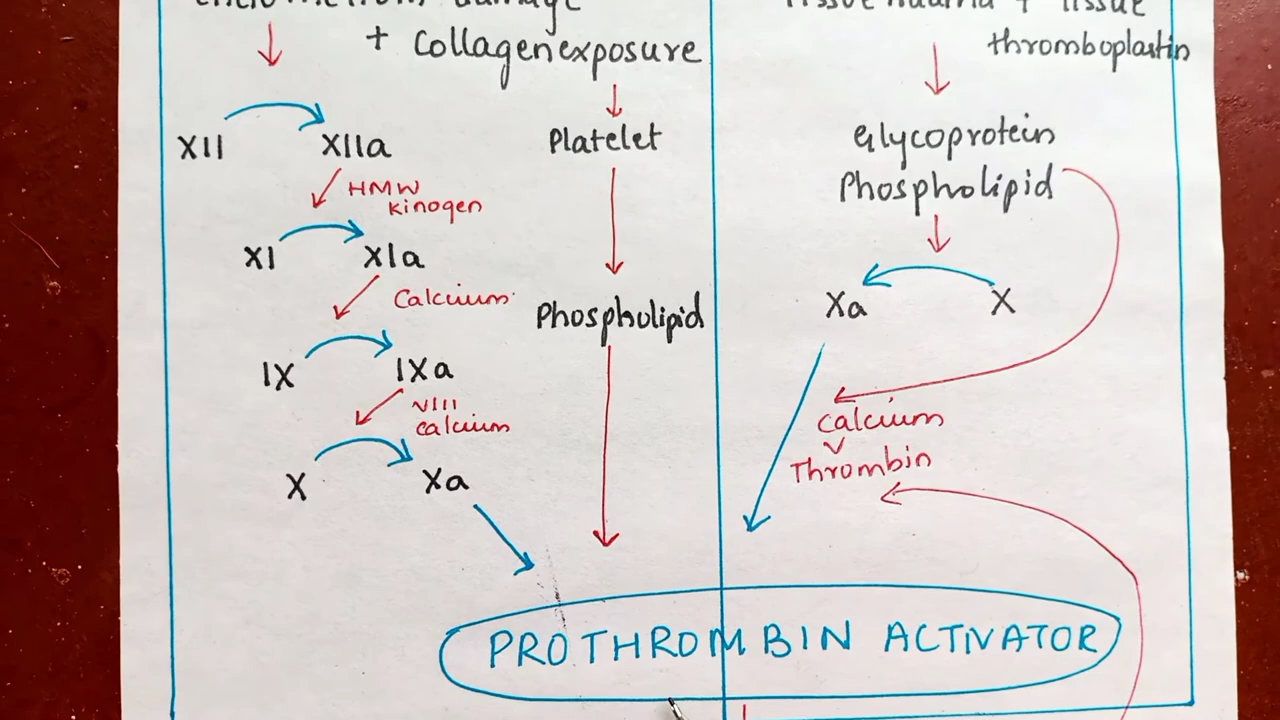 + Collagen exposure
XII
XIIa
HMW
kinogen
XI
XIa
Calcium
IX
IXa
VIII
calcium
X
Xa
Platelet
Phospholipid
thromboplastin
Glycoprotein
Phospholipid
Xa
X
Calcium
V
Thrombin
PROTHROMBIN ACTIVATOR